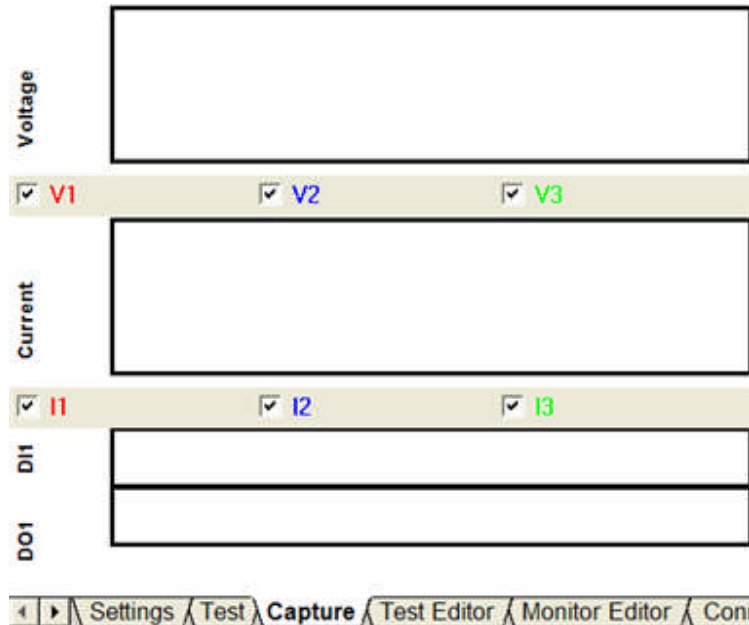 Voltage
V1 V2 V3
Current
I1 I2 I3
DI1
DO1
Settings Test Capture Test Editor Monitor Editor